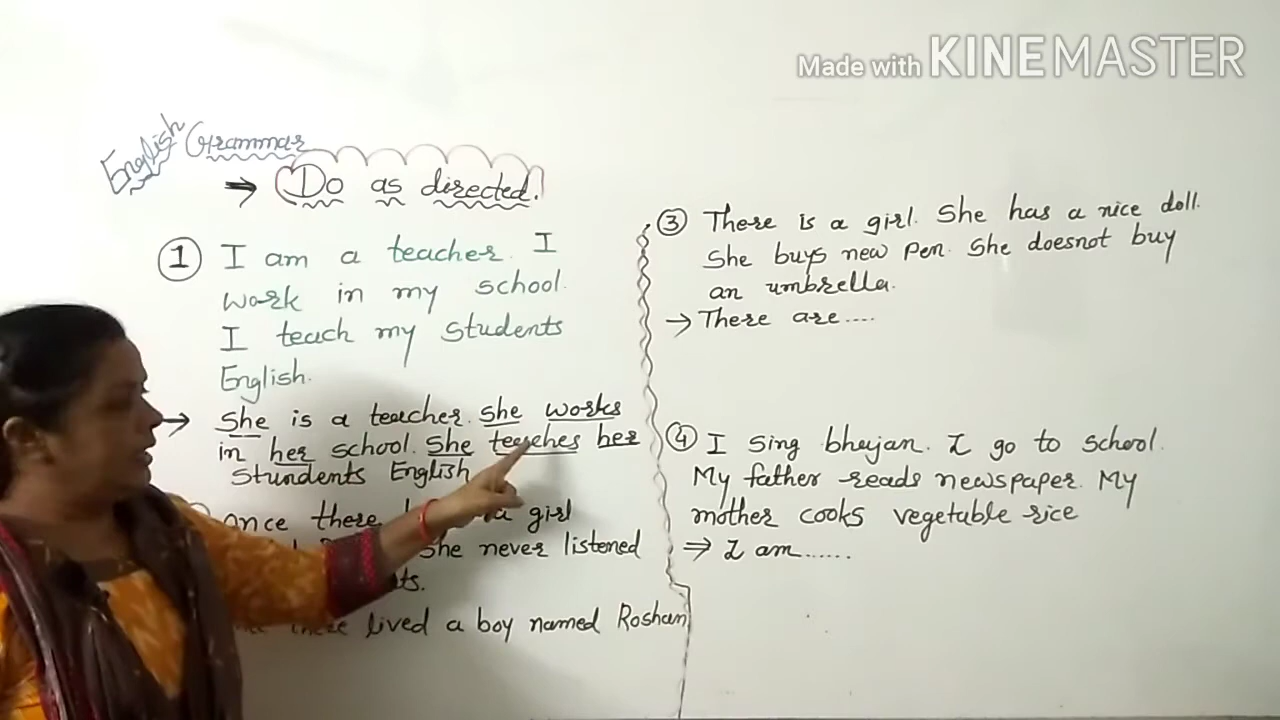 Made with KINEMASTER
English Grammar
→ Do as directed.
① I am a teacher. I
work in my school.
I teach my students
English.
→ She is a teacher. She works
in her school. She teaches her
Stundents English
Once there a girl
She never listened
lived a boy named Roshan
③ There is a girl. She has a nice doll.
She buys new pen. She doesnot buy
an umbrella.
→ There are....
④ I sing bhajan. I go to school.
My father reads newspaper. My
mother cooks vegetable rice
⇒ I am......